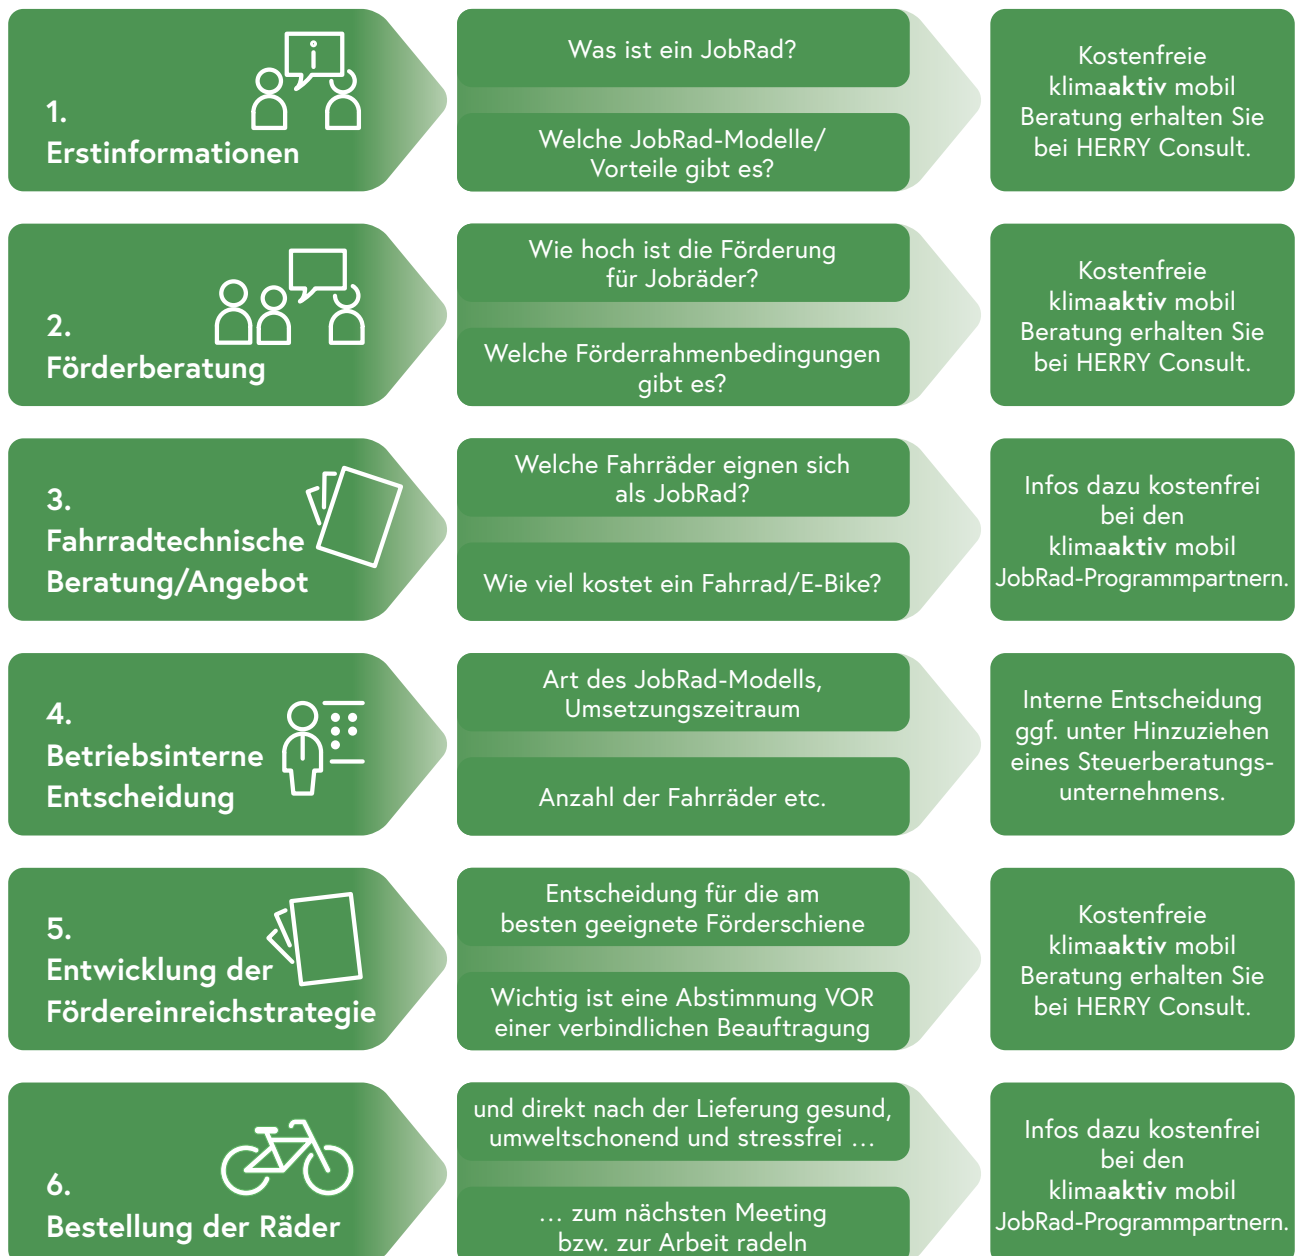 1.
Erstinformationen
Was ist ein JobRad?
Welche JobRad-Modelle/
Vorteile gibt es?
Kostenfreie
klimaaktiv mobil
Beratung erhalten Sie
bei HERRY Consult.
2.
Förderberatung
Wie hoch ist die Förderung
für Jobräder?
Welche Förderrahmenbedingungen
gibt es?
Kostenfreie
klimaaktiv mobil
Beratung erhalten Sie
bei HERRY Consult.
3.
Fahrradtechnische
Beratung/Angebot
Welche Fahrräder eignen sich
als JobRad?
Wie viel kostet ein Fahrrad/E-Bike?
Infos dazu kostenfrei
bei den
klimaaktiv mobil
JobRad-Programmpartnern.
4.
Betriebsinterne
Entscheidung
Art des JobRad-Modells,
Umsetzungszeitraum
Anzahl der Fahrräder etc.
Interne Entscheidung
ggf. unter Hinzuziehen
eines Steuerberatungs-
unternehmens.
5.
Entwicklung der
Fördereinreichstrategie
Entscheidung für die am
besten geeignete Förderschiene
Wichtig ist eine Abstimmung VOR
einer verbindlichen Beauftragung
Kostenfreie
klimaaktiv mobil
Beratung erhalten Sie
bei HERRY Consult.
6.
Bestellung der Räder
und direkt nach der Lieferung gesund,
umweltschonend und stressfrei …
… zum nächsten Meeting
bzw. zur Arbeit radeln
Infos dazu kostenfrei
bei den
klimaaktiv mobil
JobRad-Programmpartnern.